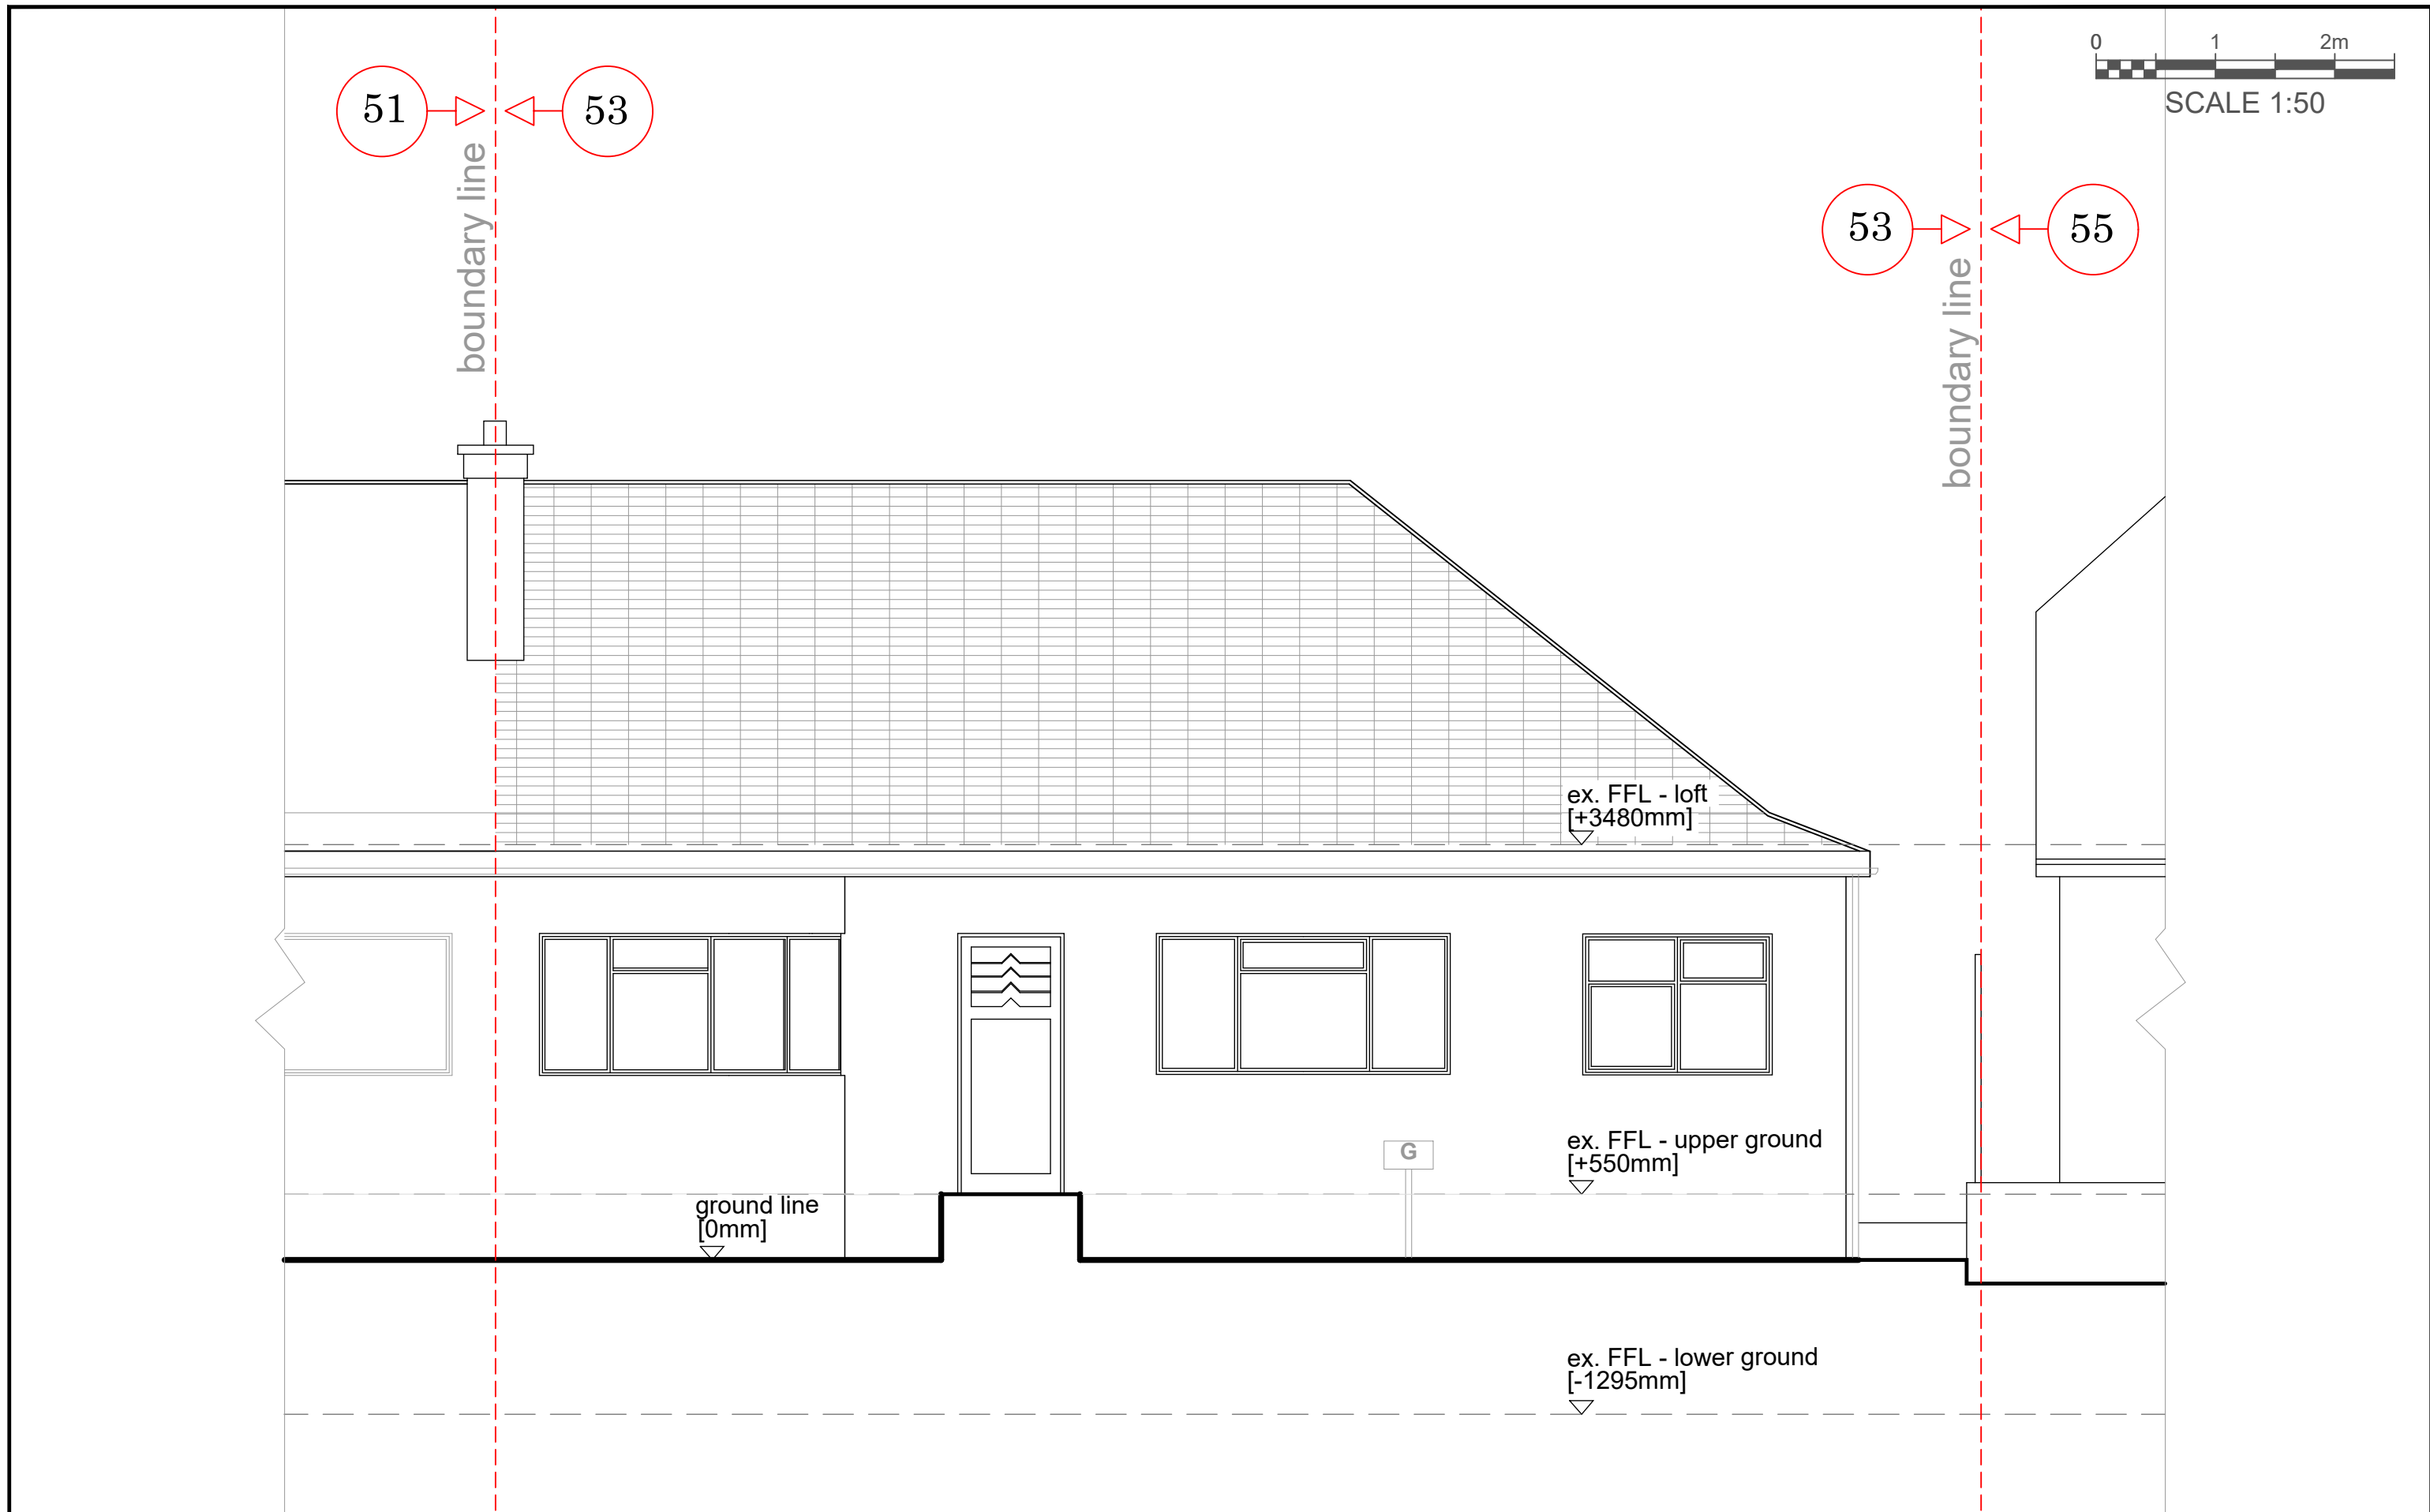 0 1 2m
SCALE 1:50
51 53
boundary line
53 55
boundary line
ex. FFL - loft
[+3480mm]
ex. FFL - upper ground
[+550mm]
G
ground line
[0mm]
ex. FFL - lower ground
[-1295mm]